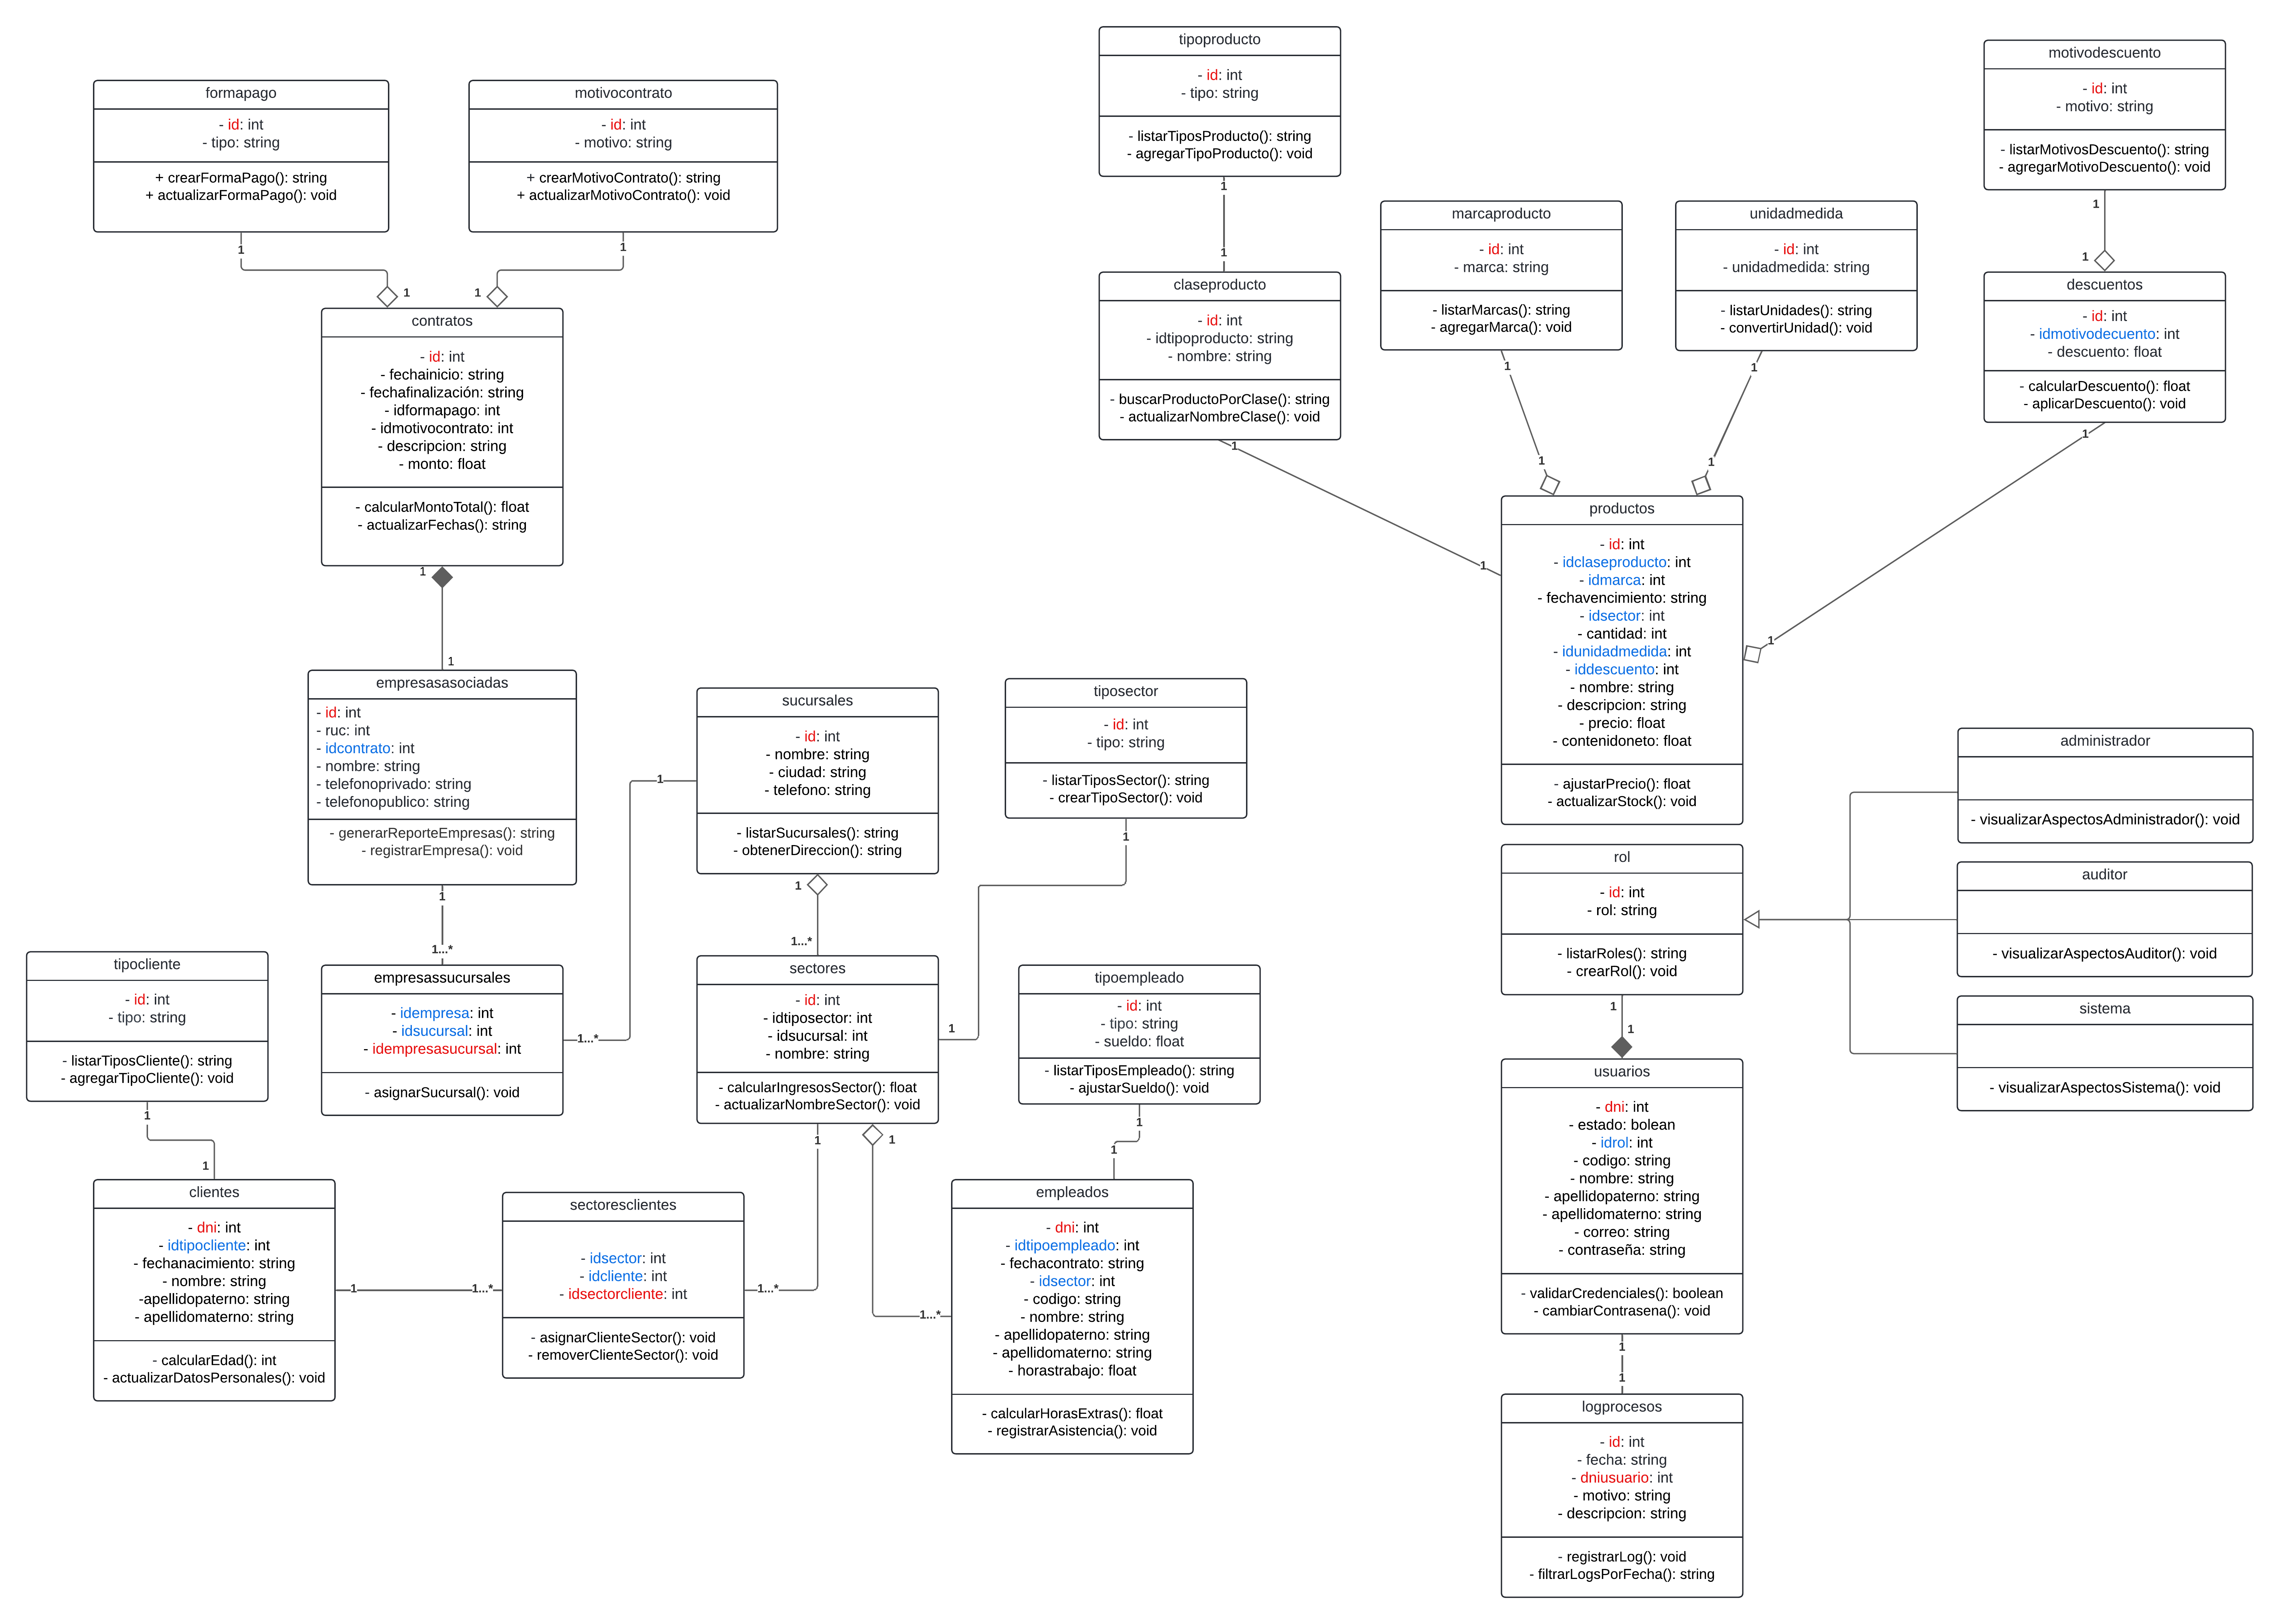 formapago
- id: int
- tipo: string
+ crearFormaPago(): string
+ actualizarFormaPago(): void
1
1
motivocontrato
- id: int
- motivo: string
+ crearMotivoContrato(): string
+ actualizarMotivoContrato(): void
1
1
contratos
- id: int
- fechainicio: string
- fechafinalización: string
- idformapago: int
- idmotivocontrato: int
- descripcion: string
- monto: float
- calcularMontoTotal(): float
- actualizarFechas(): string
1
1
empresasasociadas
- id: int
- ruc: int
- idcontrato: int
- nombre: string
- telefonoprivado: string
- telefonopublico: string
- generarReporteEmpresas(): string
- registrarEmpresa(): void
1
1...*
empresassucursales
- idempresa: int
- idsucursal: int
- idempresasucursal: int
- asignarSucursal(): void
1...*
1
sucursales
- id: int
- nombre: string
- ciudad: string
- telefono: string
- listarSucursales(): string
- obtenerDireccion(): string
1
1...*
tiposector
- id: int
- tipo: string
- listarTiposSector(): string
- crearTipoSector(): void
1
1
sectores
- id: int
- idtiposector: int
- idsucursal: int
- nombre: string
- calcularIngresosSector(): float
- actualizarNombreSector(): void
1
1
1...*
1...*
tipoempleado
- id: int
- tipo: string
- sueldo: float
- listarTiposEmpleado(): string
- ajustarSueldo(): void
1
1
empleados
- dni: int
- idtipoempleado: int
- fechacontrato: string
- idsector: int
- codigo: string
- nombre: string
- apellidopaterno: string
- apellidomaterno: string
- horastrabajo: float
- calcularHorasExtras(): float
- registrarAsistencia(): void
tipocliente
- id: int
- tipo: string
- listarTiposCliente(): string
- agregarTipoCliente(): void
1
1
clientes
- dni: int
- idtipocliente: int
- fechanacimiento: string
- nombre: string
-apellidopaterno: string
- apellidomaterno: string
- calcularEdad(): int
- actualizarDatosPersonales(): void
1
1...*
sectoresclientes
- idsector: int
- idcliente: int
- idsectorcliente: int
- asignarClienteSector(): void
- removerClienteSector(): void
tipoproducto
- id: int
- tipo: string
- listarTiposProducto(): string
- agregarTipoProducto(): void
1
1
claseproducto
- id: int
- idtipoproducto: string
- nombre: string
- buscarProductoPorClase(): string
- actualizarNombreClase(): void
1
1
marcaproducto
- id: int
- marca: string
- listarMarcas(): string
- agregarMarca(): void
1
1
unidadmedida
- id: int
- unidadmedida: string
- listarUnidades(): string
- convertirUnidad(): void
1
1
motivodescuento
- id: int
- motivo: string
- listarMotivosDescuento(): string
- agregarMotivoDescuento(): void
1
1
descuentos
- id: int
- idmotivodecuento: int
- descuento: float
- calcularDescuento(): float
- aplicarDescuento(): void
1
1
productos
- id: int
- idclaseproducto: int
- idmarca: int
- fechavencimiento: string
- idsector: int
- cantidad: int
- idunidadmedida: int
- iddescuento: int
- nombre: string
- descripcion: string
- precio: float
- contenidoneto: float
- ajustarPrecio(): float
- actualizarStock(): void
rol
- id: int
- rol: string
- listarRoles(): string
- crearRol(): void
1
1
administrador
- visualizarAspectosAdministrador(): void
auditor
- visualizarAspectosAuditor(): void
sistema
- visualizarAspectosSistema(): void
usuarios
- dni: int
- estado: bolean
- idrol: int
- codigo: string
- nombre: string
- apellidopaterno: string
- apellidomaterno: string
- correo: string
- contraseña: string
- validarCredenciales(): boolean
- cambiarContrasena(): void
1
1
logprocesos
- id: int
- fecha: string
- dniusuario: int
- motivo: string
- descripcion: string
- registrarLog(): void
- filtrarLogsPorFecha(): string